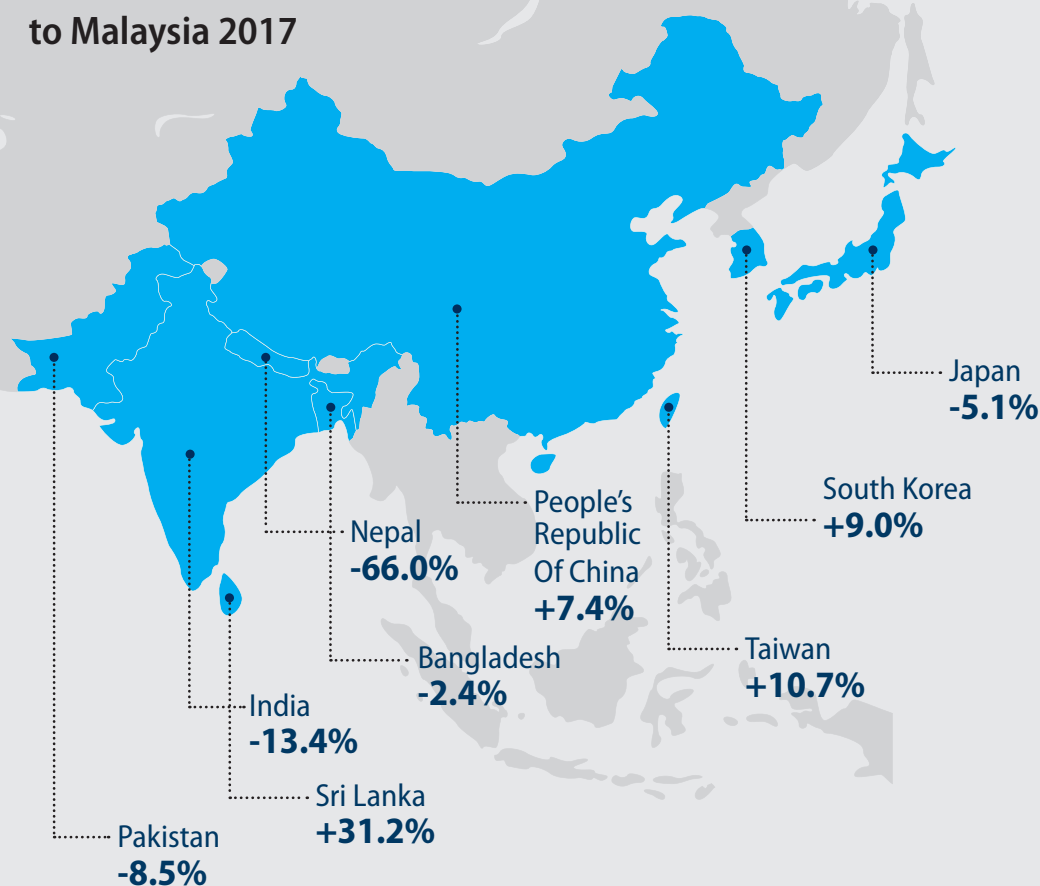 to Malaysia 2017
Japan
-5.1%
South Korea
+9.0%
People's
Republic
Of China
+7.4%
Nepal
-66.0%
Taiwan
+10.7%
Bangladesh
-2.4%
India
-13.4%
Sri Lanka
+31.2%
Pakistan
-8.5%